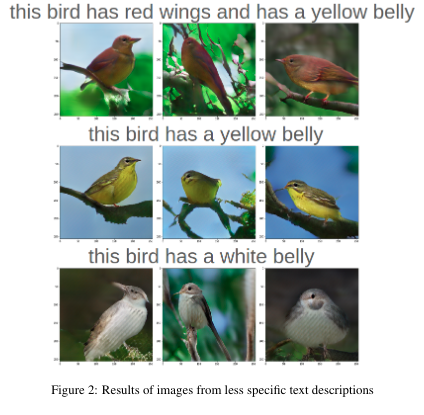 this bird has red wings and has a yellow belly
this bird has a yellow belly
this bird has a white belly
Figure 2: Results of images from less specific text descriptions